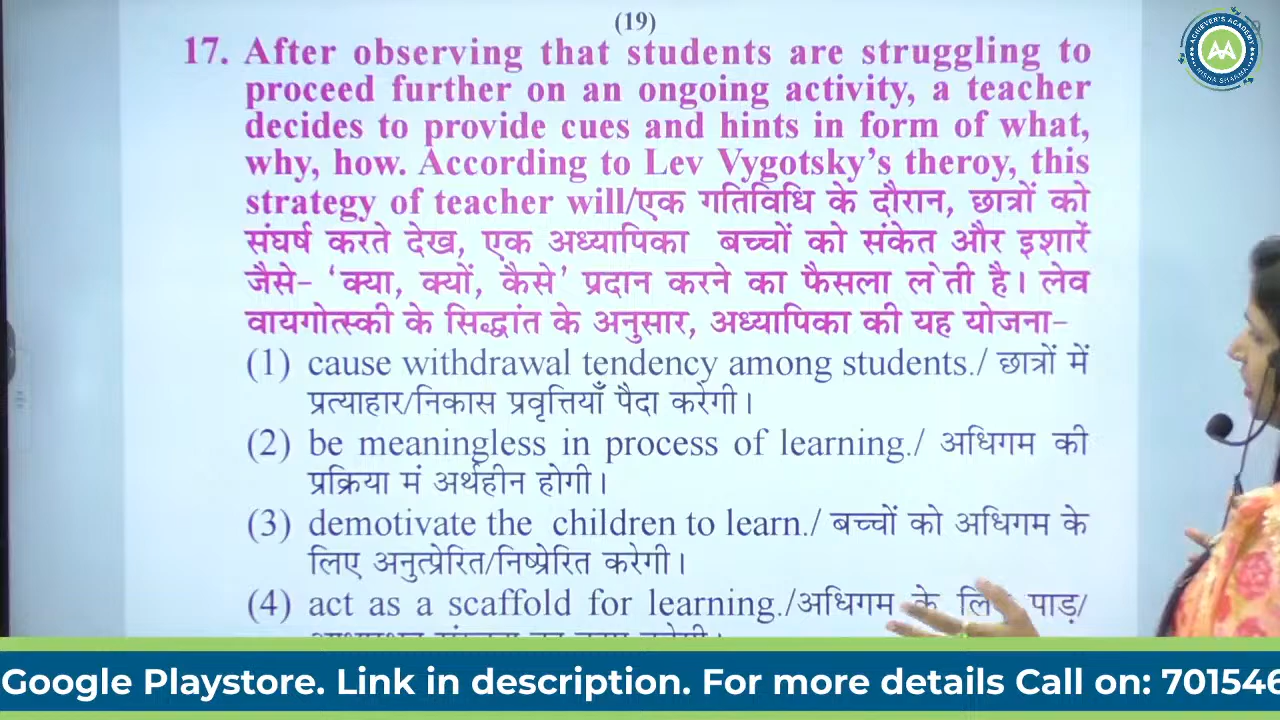 (19)
17. After observing that students are struggling to
proceed further on an ongoing activity, a teacher
decides to provide cues and hints in form of what,
why, how. According to Lev Vygotsky's theroy, this
strategy of teacher will/एक गतिविधि के दौरान, छात्रों को
संघर्ष करते देख, एक अध्यापिका बच्चों को संकेत और इशारें
जैसे- 'क्या, क्यों, कैसे' प्रदान करने का फैसला लेती है। लेव
वायगोत्स्की के सिद्धांत के अनुसार, अध्यापिका की यह योजना-
(1) cause withdrawal tendency among students./ छात्रों में
प्रत्याहार/निकास प्रवृत्तियाँ पैदा करेगी।
(2) be meaningless in process of learning./ अधिगम की
प्रक्रिया मं अर्थहीन होगी।
(3) demotivate the children to learn./ बच्चों को अधिगम के
लिए अनुत्प्रेरित/निष्प्रेरित करेगी।
(4) act as a scaffold for learning./अधिगम के पाड़/
ACHIEVER'S ACADEMY
AA
NISHA SHARMA
Google Playstore. Link in description. For more details Call on: 701546